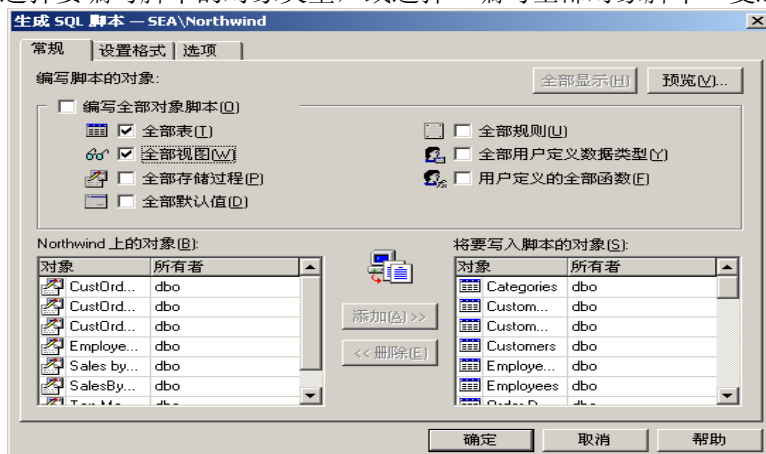 生成 SQL 脚本 — SEA\Northwind
常规 设置格式 选项
编写脚本的对象: 全部显示(H) 预览(V)...
编写全部对象脚本(O)
全部表(T) 全部规则(U)
全部视图(W) 全部用户定义数据类型(Y)
全部存储过程(P) 用户定义的全部函数(F)
全部默认值(D)
Northwind 上的对象(B): 将要写入脚本的对象(S):
对象 所有者 对象 所有者
CustOrd... dbo Categories dbo
CustOrd... dbo 添加(A) >> Custom... dbo
CustOrd... dbo Custom... dbo
Employe... dbo << 删除(E) Customers dbo
Sales by... dbo Employe... dbo
SalesBy... dbo Employees dbo
确定 取消 帮助